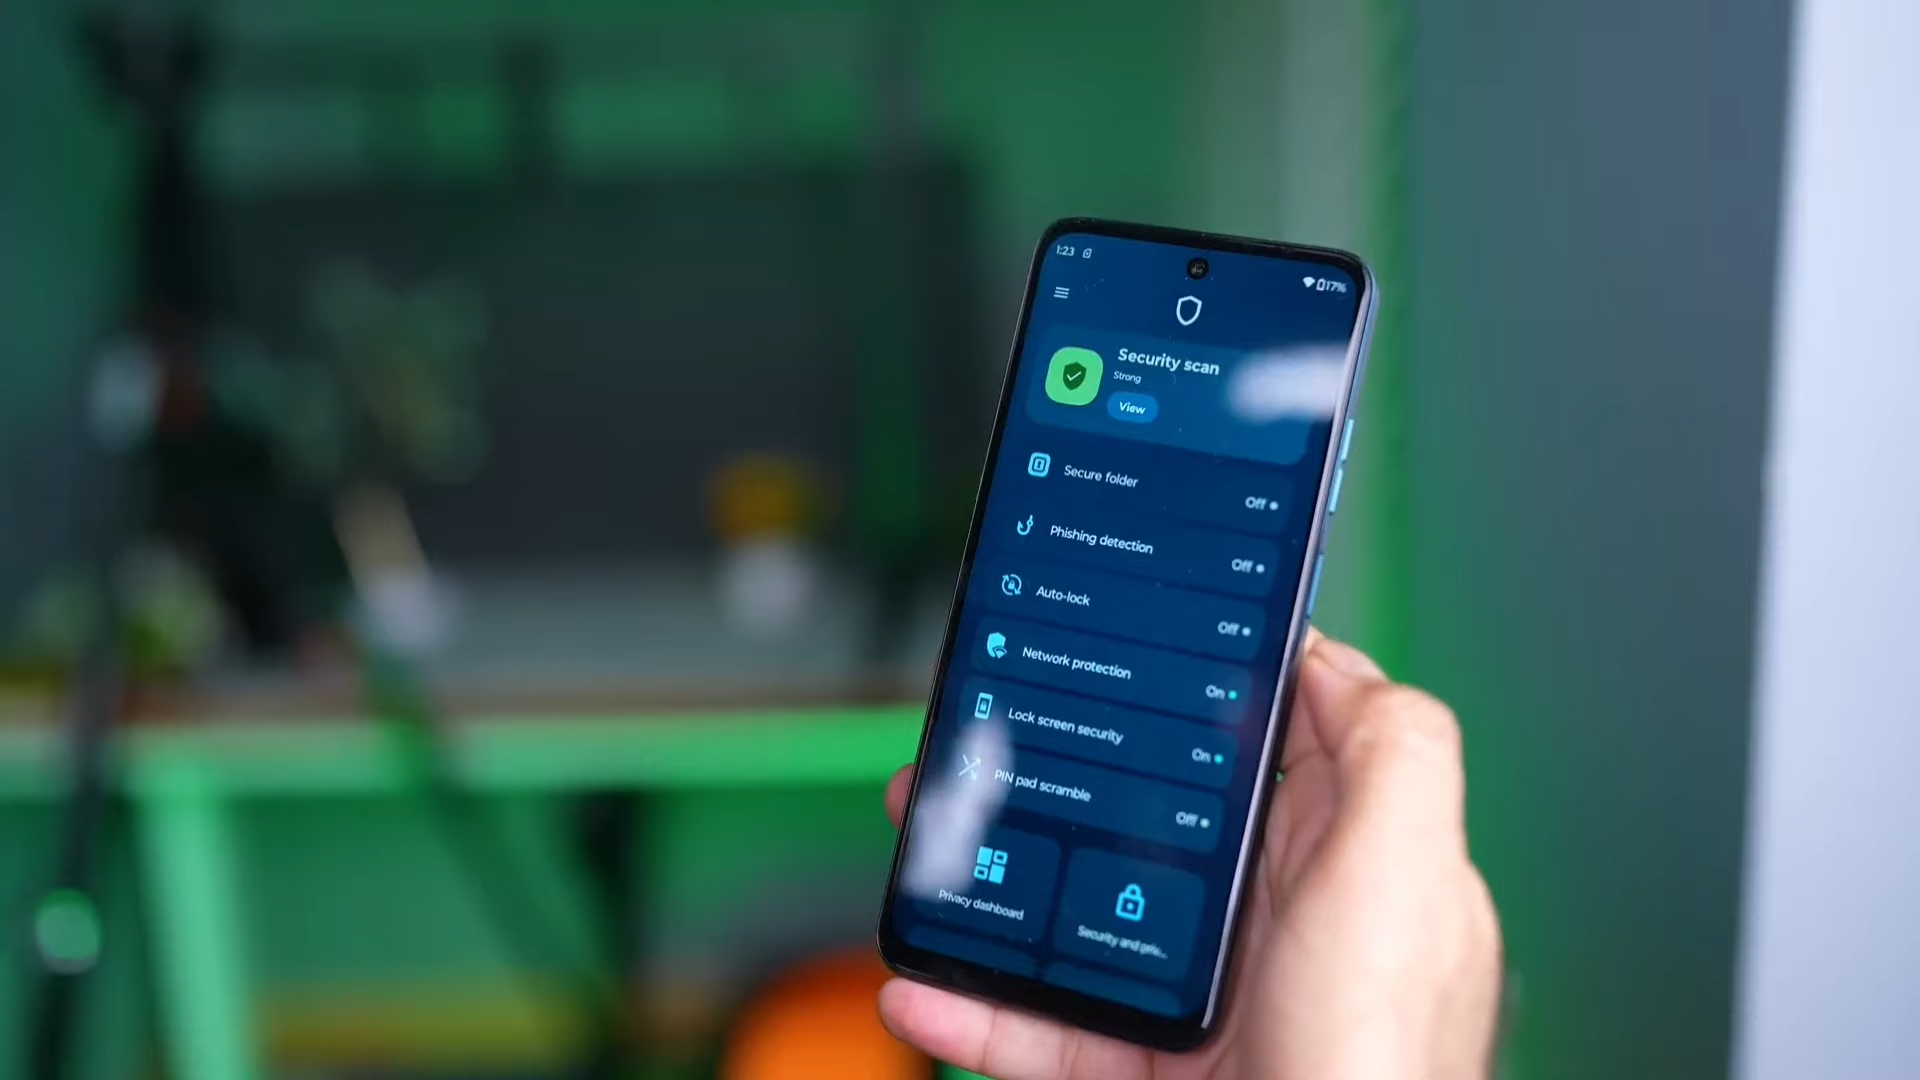 1:23
17%
Security scan
Strong
View
Secure folder
Off
Phishing detection
Off
Auto-lock
Off
Network protection
On
Lock screen security
On
PIN pad scramble
Off
Privacy dashboard
Security and priv...